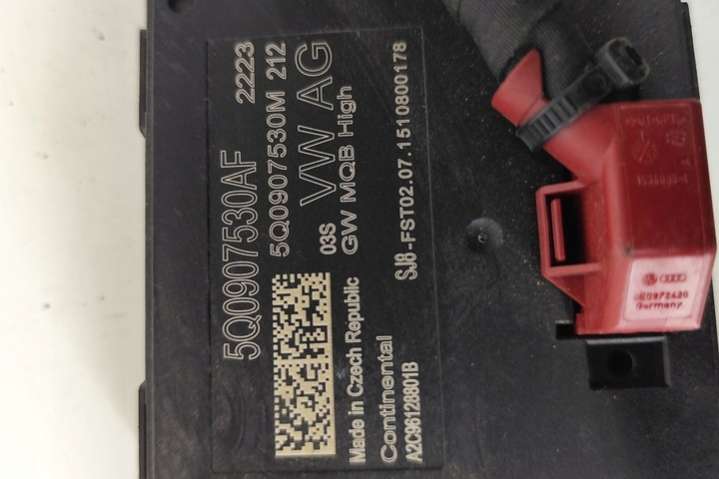 5Q0907530AF 2223
5Q0907530M 212
03S VW AG
GW MQB High
Made in Czech Republic
Continental
A2C96128801B
SJ8-FST02.07.1510800178
Germany